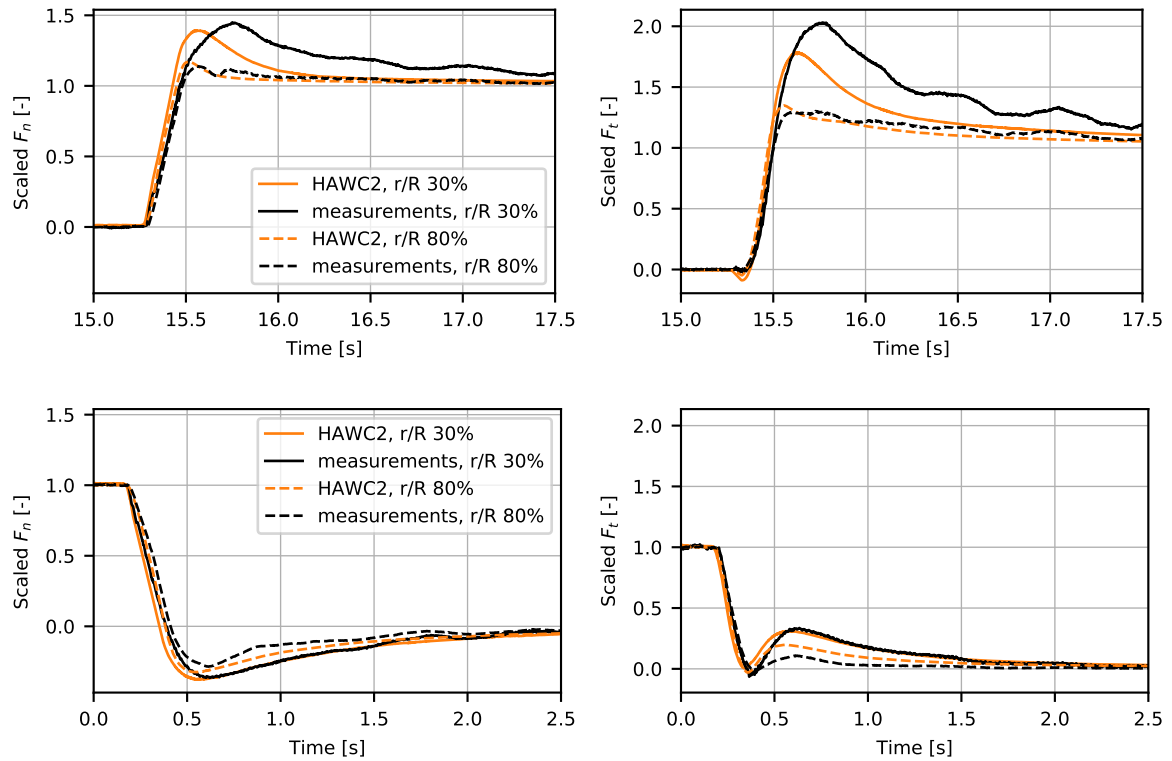 1.5
1.0
0.5
0.0
Scaled Fn [-]
HAWC2, r/R 30%
measurements, r/R 30%
HAWC2, r/R 80%
measurements, r/R 80%
15.0 15.5 16.0 16.5 17.0 17.5
Time [s]
2.0
1.5
1.0
0.5
0.0
Scaled Ft [-]
15.0 15.5 16.0 16.5 17.0 17.5
Time [s]
1.5
1.0
0.5
0.0
Scaled Fn [-]
HAWC2, r/R 30%
measurements, r/R 30%
HAWC2, r/R 80%
measurements, r/R 80%
0.0 0.5 1.0 1.5 2.0 2.5
Time [s]
2.0
1.5
1.0
0.5
0.0
Scaled Ft [-]
0.0 0.5 1.0 1.5 2.0 2.5
Time [s]